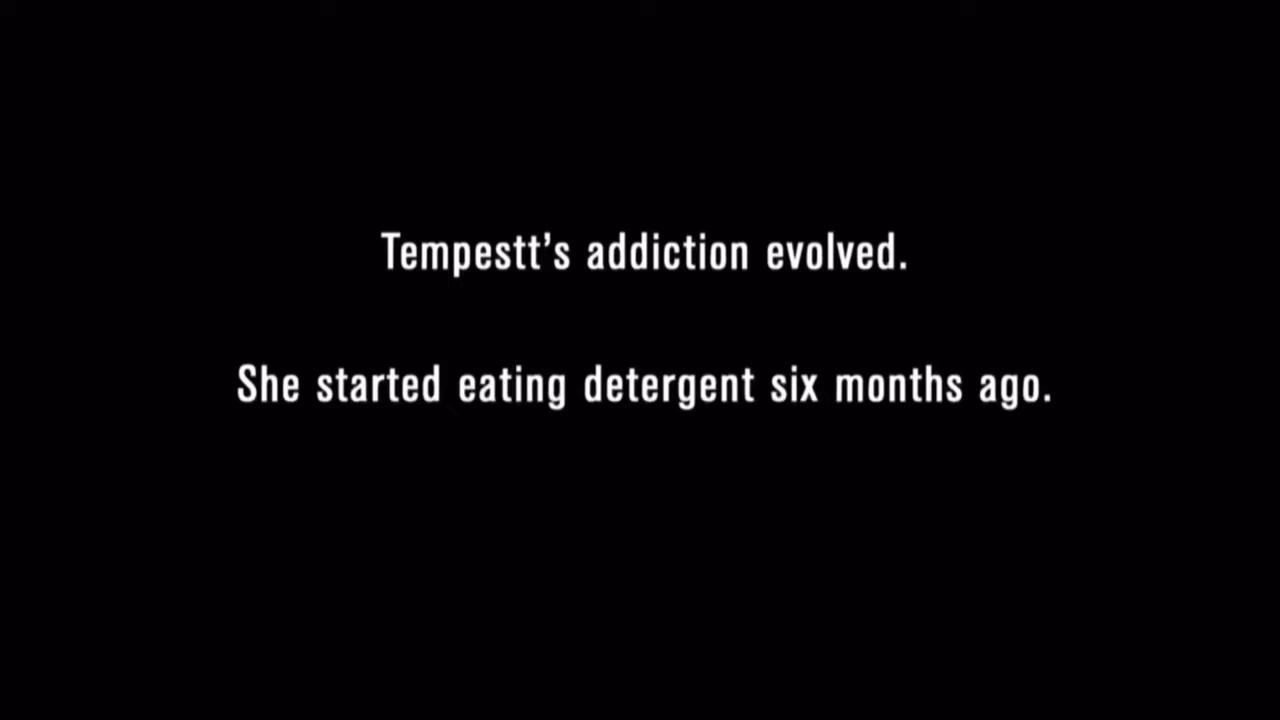 Tempestt’s addiction evolved.
She started eating detergent six months ago.